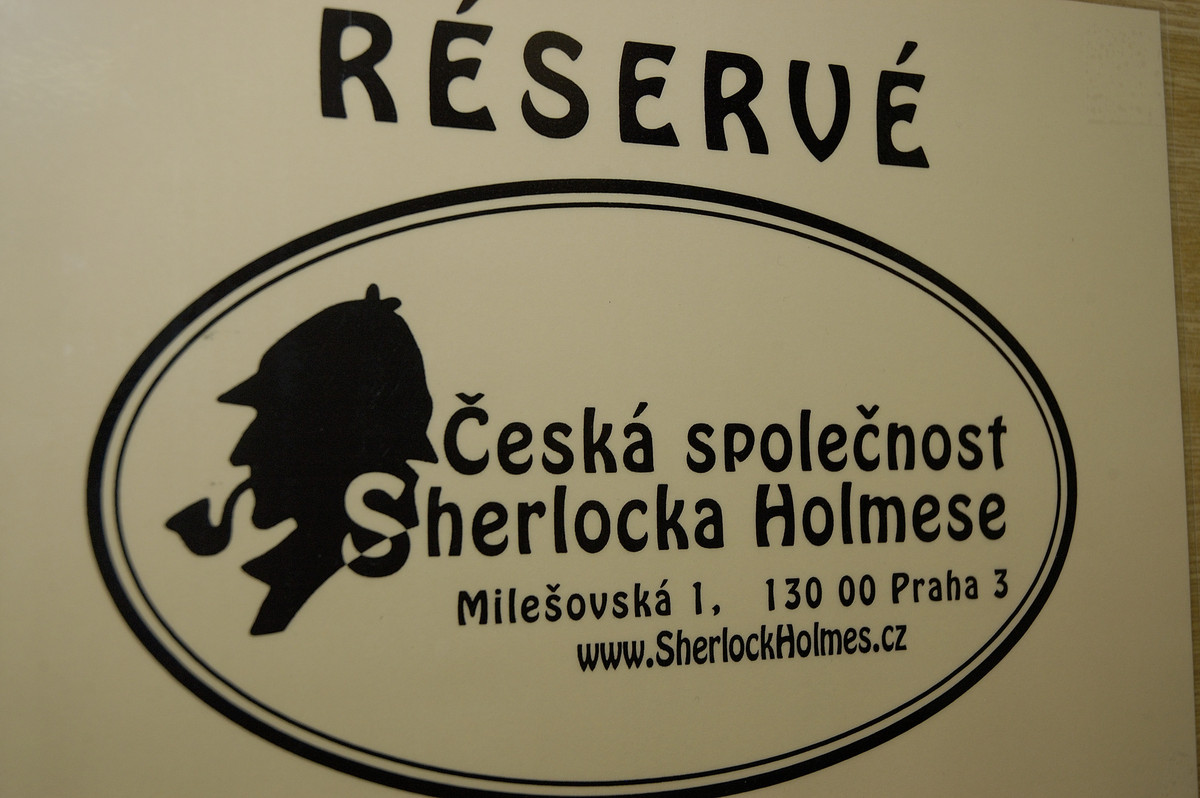 RÉSERVÉ
Česká společnost
Sherlocka Holmese
Milešovská 1, 130 00 Praha 3
www.SherlockHolmes.cz